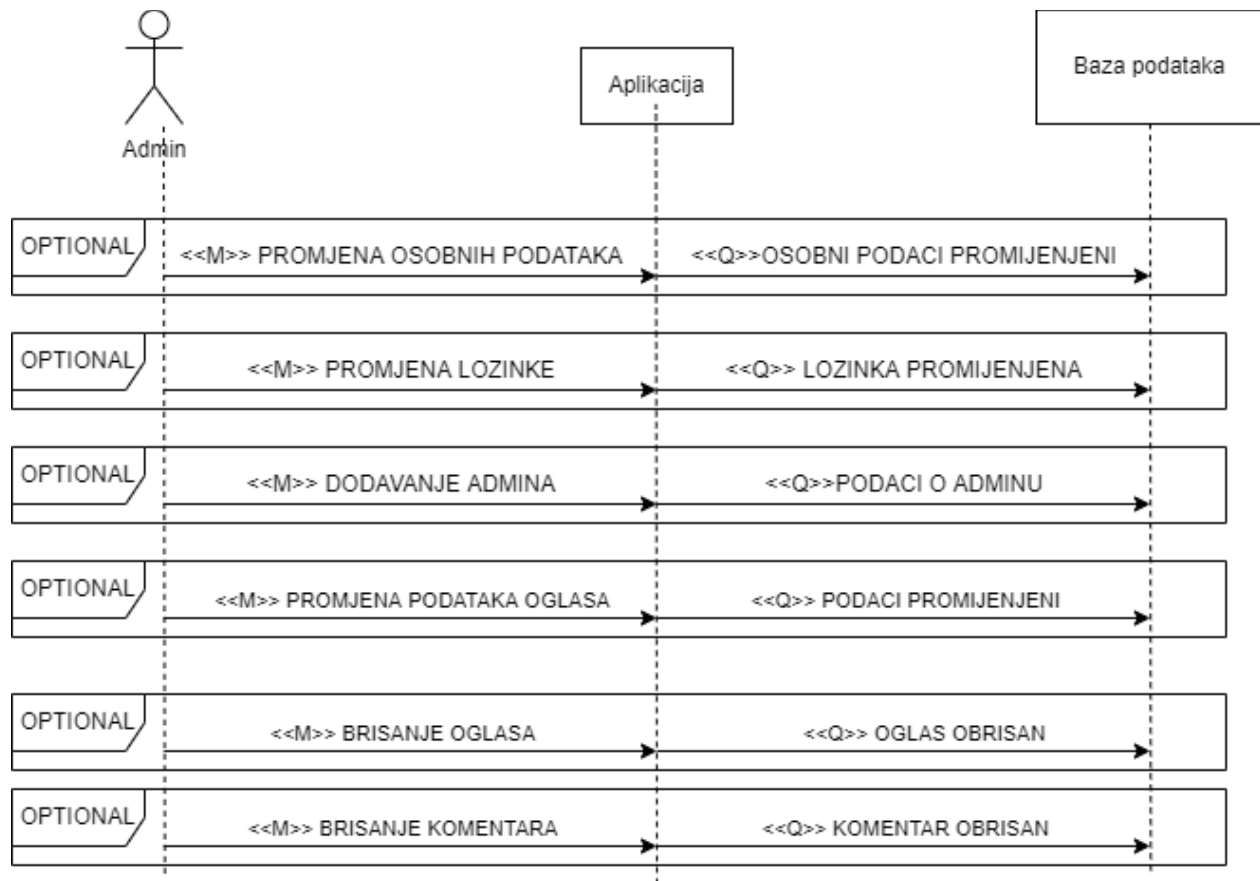 Aplikacija
Baza podataka
Admin
OPTIONAL
<<M>> PROMJENA OSOBNIH PODATAKA
<<Q>>OSOBNI PODACI PROMIJENJENI
OPTIONAL
<<M>> PROMJENA LOZINKE
<<Q>> LOZINKA PROMIJENJENA
OPTIONAL
<<M>> DODAVANJE ADMINA
<<Q>>PODACI O ADMINU
OPTIONAL
<<M>> PROMJENA PODATAKA OGLASA
<<Q>> PODACI PROMIJENJENI
OPTIONAL
<<M>> BRISANJE OGLASA
<<Q>> OGLAS OBRISAN
OPTIONAL
<<M>> BRISANJE KOMENTARA
<<Q>> KOMENTAR OBRISAN